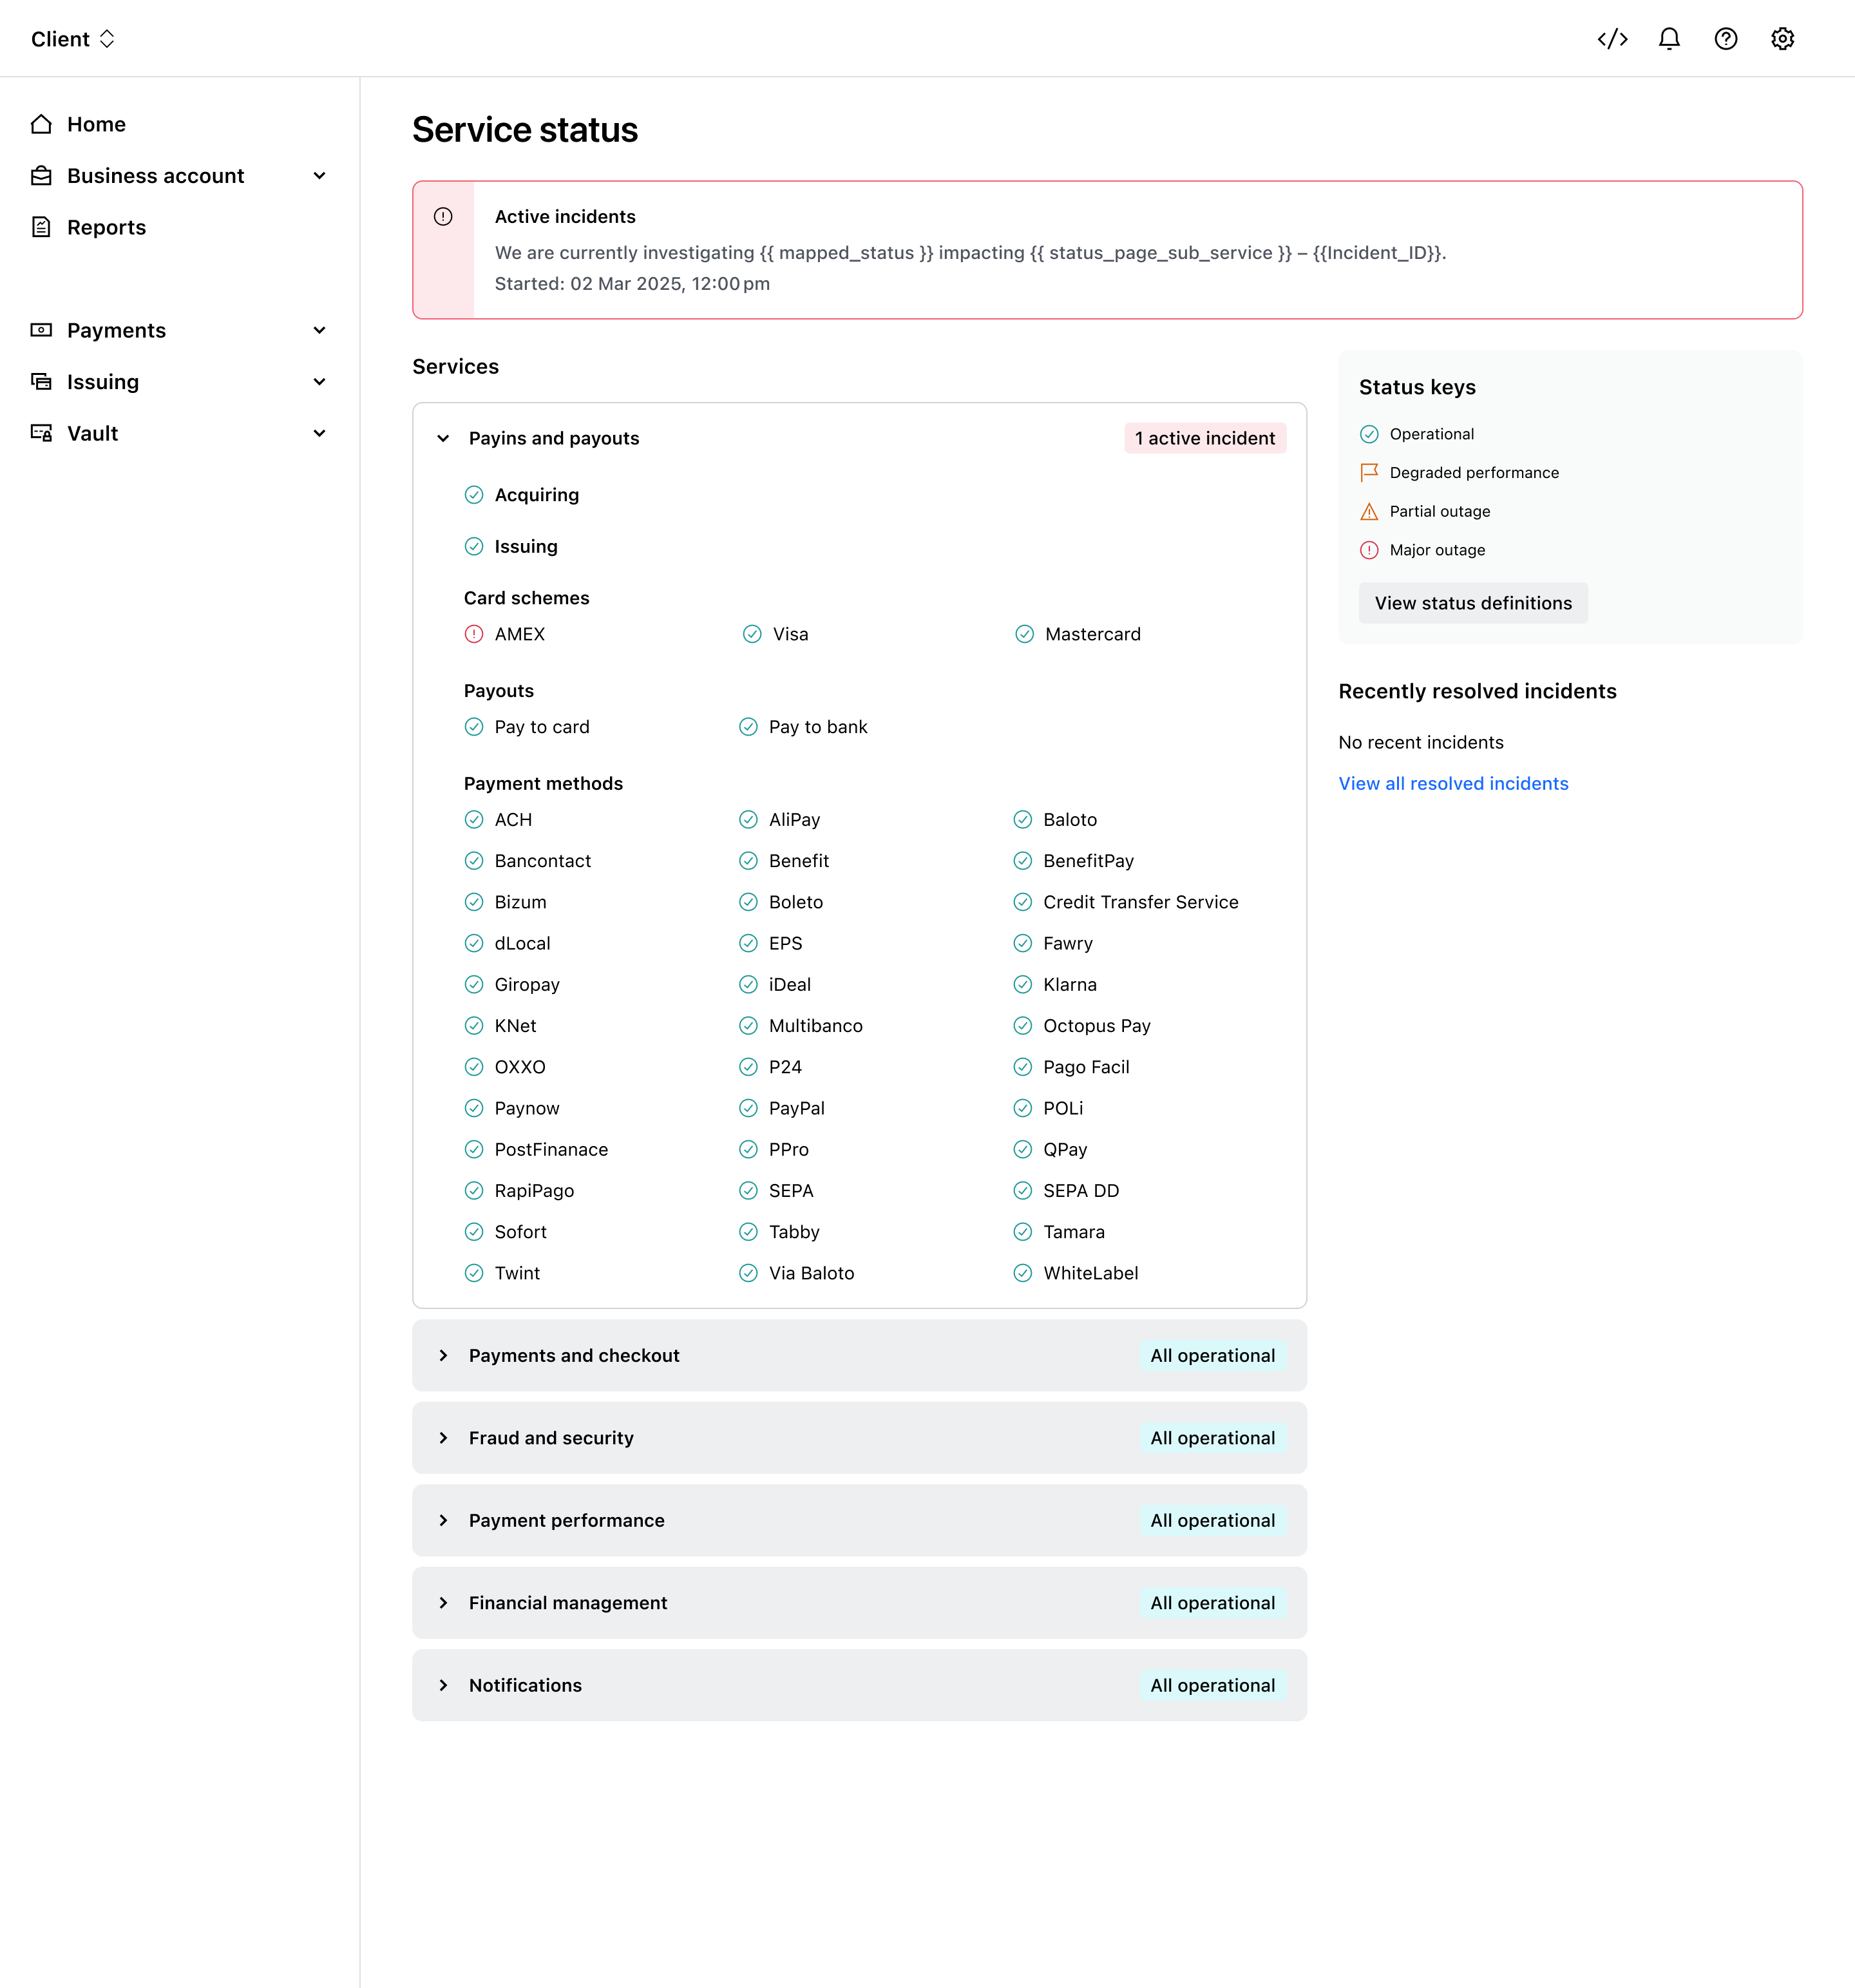 Client
Home
Business account
Reports
Payments
Issuing
Vault
Service status
Active incidents
We are currently investigating {{ mapped_status }} impacting {{ status_page_sub_service }} – {{Incident_ID}}.
Started: 02 Mar 2025, 12:00 pm
Services
Payins and payouts
1 active incident
Acquiring
Issuing
Card schemes
AMEX Visa Mastercard
Payouts
Pay to card Pay to bank
Payment methods
ACH AliPay Baloto
Bancontact Benefit BenefitPay
Bizum Boleto Credit Transfer Service
dLocal EPS Fawry
Giropay iDeal Klarna
KNet Multibanco Octopus Pay
OXXO P24 Pago Facil
Paynow PayPal POLi
PostFinanace PPro QPay
RapiPago SEPA SEPA DD
Sofort Tabby Tamara
Twint Via Baloto WhiteLabel
Payments and checkout All operational
Fraud and security All operational
Payment performance All operational
Financial management All operational
Notifications All operational
Status keys
Operational
Degraded performance
Partial outage
Major outage
View status definitions
Recently resolved incidents
No recent incidents
View all resolved incidents